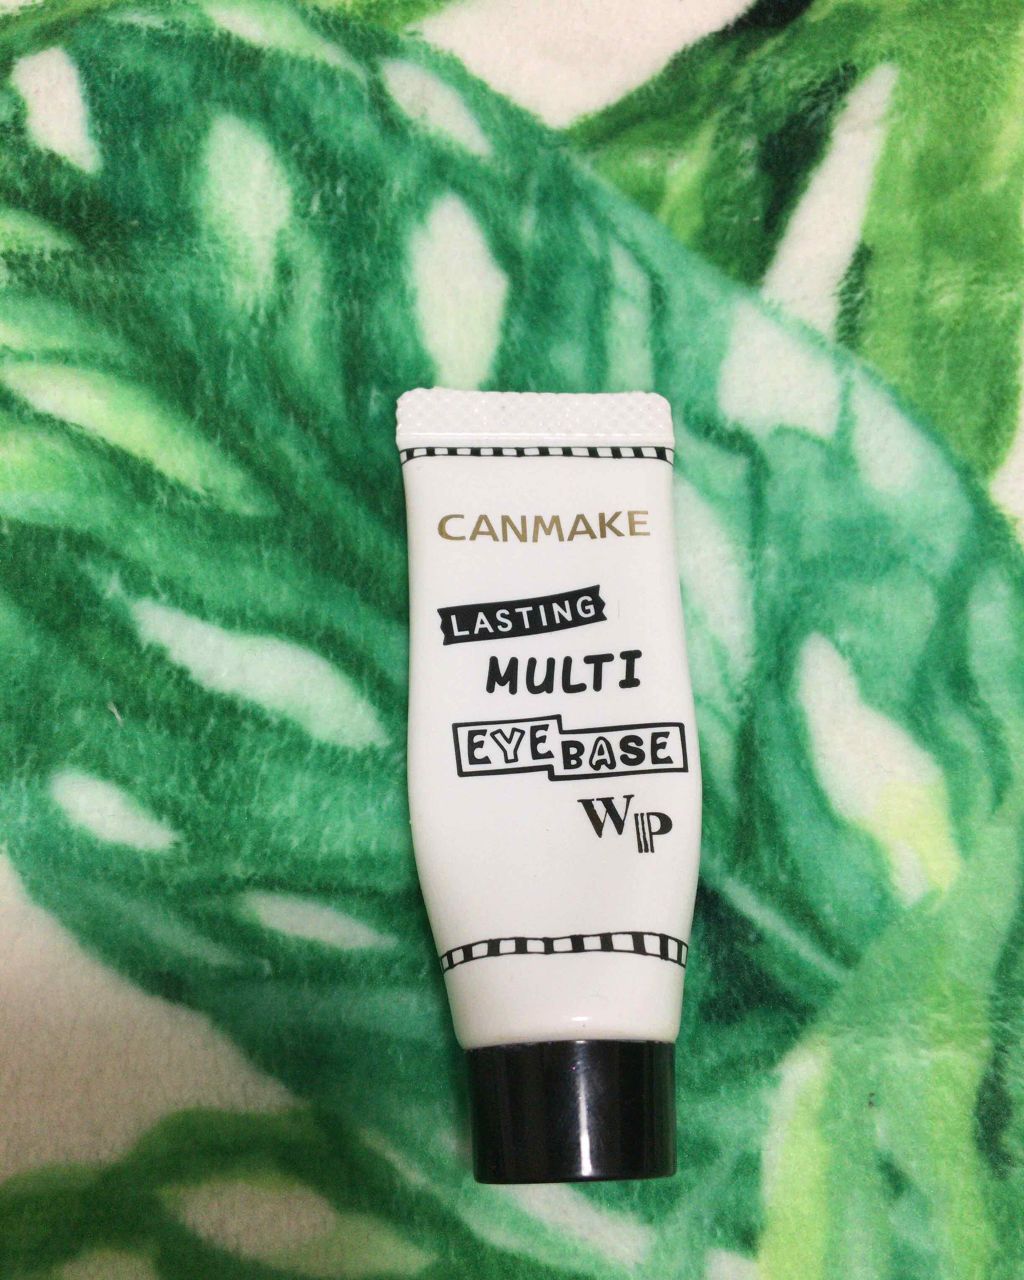 CANMAKE
LASTING
MULTI
EYE BASE
WP